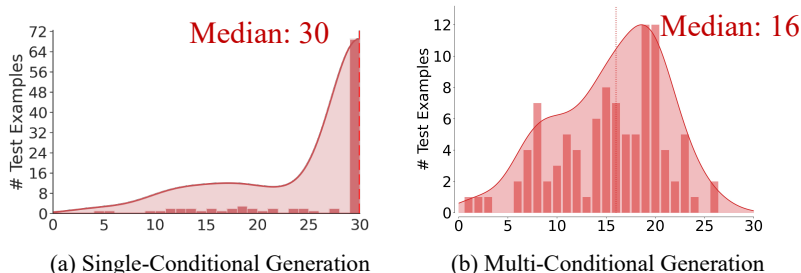 Median: 30
# Test Examples
72
64
56
48
40
32
24
16
8
0
0 5 10 15 20 25 30
(a) Single-Conditional Generation
Median: 16
# Test Examples
12
10
8
6
4
2
0
0 5 10 15 20 25 30
(b) Multi-Conditional Generation